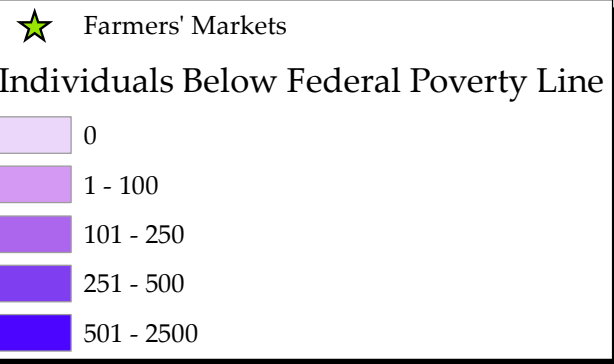 Farmers' Markets
Individuals Below Federal Poverty Line
0
1 - 100
101 - 250
251 - 500
501 - 2500